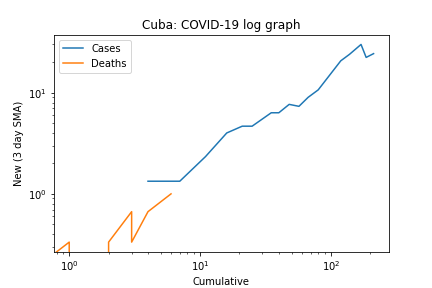 Cuba: COVID-19 log graph
Cases
Deaths
New (3 day SMA)
10¹
10⁰
10⁰ 10¹ 10²
Cumulative